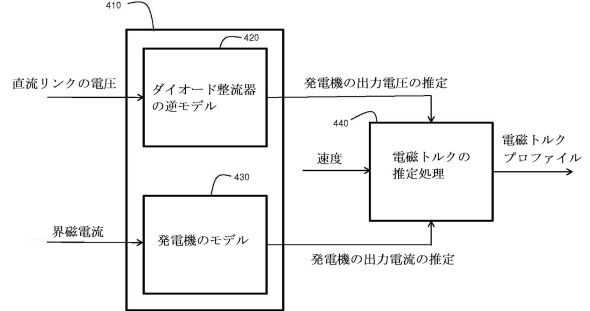 410
420
直流リンクの電圧
ダイオード整流器
の逆モデル
発電機の出力電圧の推定
440
速度
電磁トルクの
推定処理
電磁トルク
プロファイル
430
界磁電流
発電機のモデル
発電機の出力電流の推定